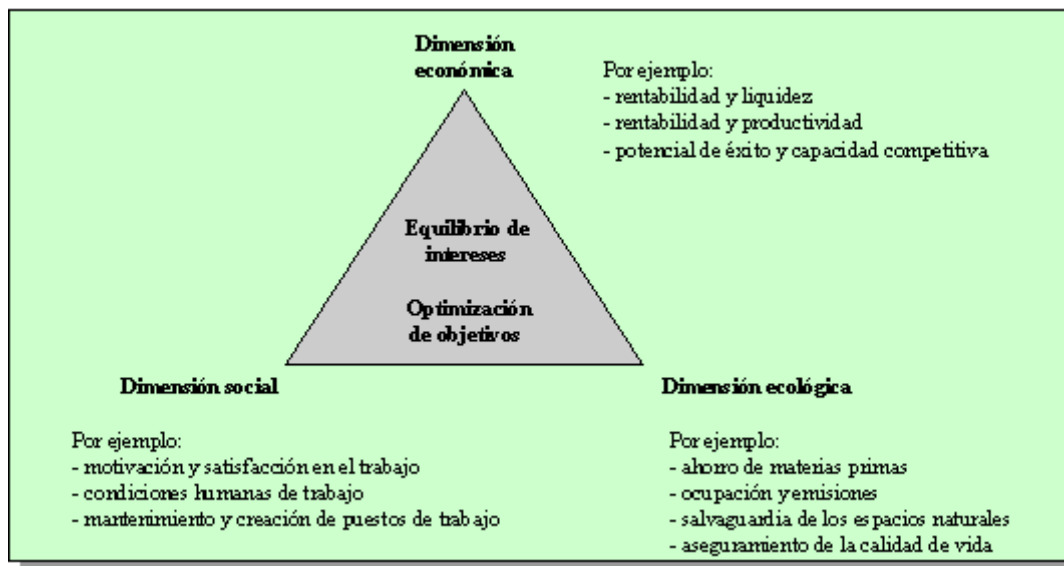 Dimensión
económica
Por ejemplo:
- rentabilidad y liquidez
- rentabilidad y productividad
- potencial de éxito y capacidad competitiva
Equilibrio de
intereses
Optimización
de objetivos
Dimensión social
Por ejemplo:
- motivación y satisfacción en el trabajo
- condiciones humanas de trabajo
- mantenimiento y creación de puestos de trabajo
Dimensión ecológica
Por ejemplo:
- ahorro de materias primas
- ocupación y emisiones
- salvaguardia de los espacios naturales
- aseguramiento de la calidad de vida